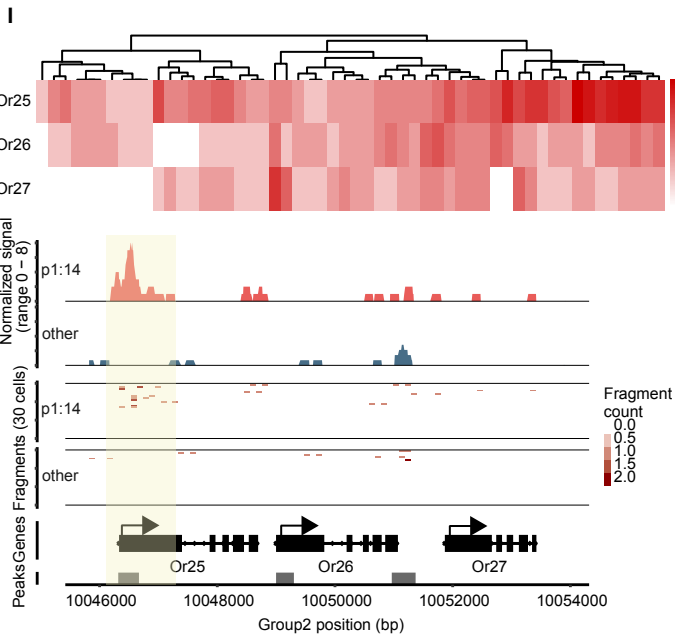 I
Or25
Or26
Or27
Normalized signal
(range 0 – 8)
p1:14
other
Fragments (30 cells)
p1:14
other
Fragment
count
0.0
0.5
1.0
1.5
2.0
Genes
Peaks
Or25
Or26
Or27
10046000
10048000
10050000
10052000
10054000
Group2 position (bp)